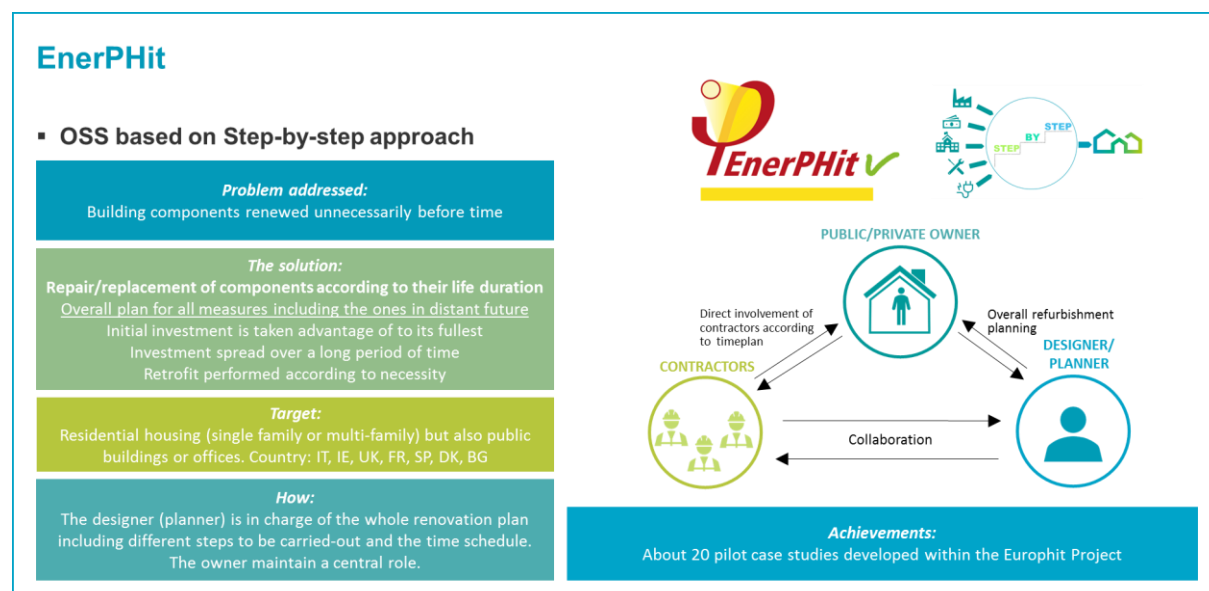 EnerPHit
▪ OSS based on Step-by-step approach
Problem addressed:
Building components renewed unnecessarily before time
The solution:
Repair/replacement of components according to their life duration
Overall plan for all measures including the ones in distant future
Initial investment is taken advantage of to its fullest
Investment spread over a long period of time
Retrofit performed according to necessity
Target:
Residential housing (single family or multi-family) but also public
buildings or offices. Country: IT, IE, UK, FR, SP, DK, BG
How:
The designer (planner) is in charge of the whole renovation plan
including different steps to be carried-out and the time schedule.
The owner maintain a central role.
EnerPHit
STEP
BY
STEP
PUBLIC/PRIVATE OWNER
Direct involvement of
contractors according
to timeplan
Overall refurbishment
planning
CONTRACTORS
DESIGNER/
PLANNER
Collaboration
Achievements:
About 20 pilot case studies developed within the Europhit Project